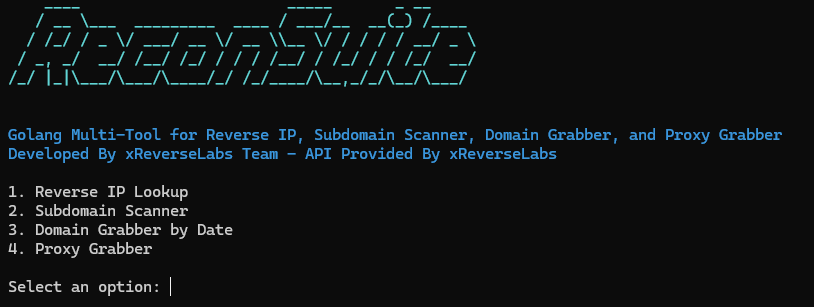 ReconSuite
Golang Multi-Tool for Reverse IP, Subdomain Scanner, Domain Grabber, and Proxy Grabber
Developed By xReverseLabs Team - API Provided By xReverseLabs
1. Reverse IP Lookup
2. Subdomain Scanner
3. Domain Grabber by Date
4. Proxy Grabber
Select an option: